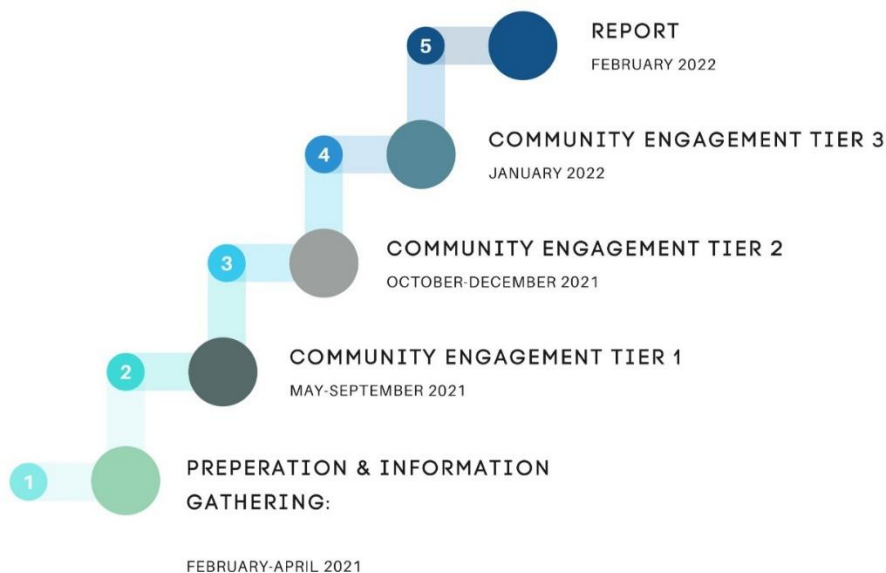 5
REPORT
FEBRUARY 2022
4
COMMUNITY ENGAGEMENT TIER 3
JANUARY 2022
3
COMMUNITY ENGAGEMENT TIER 2
OCTOBER-DECEMBER 2021
2
COMMUNITY ENGAGEMENT TIER 1
MAY-SEPTEMBER 2021
1
PREPERATION & INFORMATION
GATHERING:
FEBRUARY-APRIL 2021